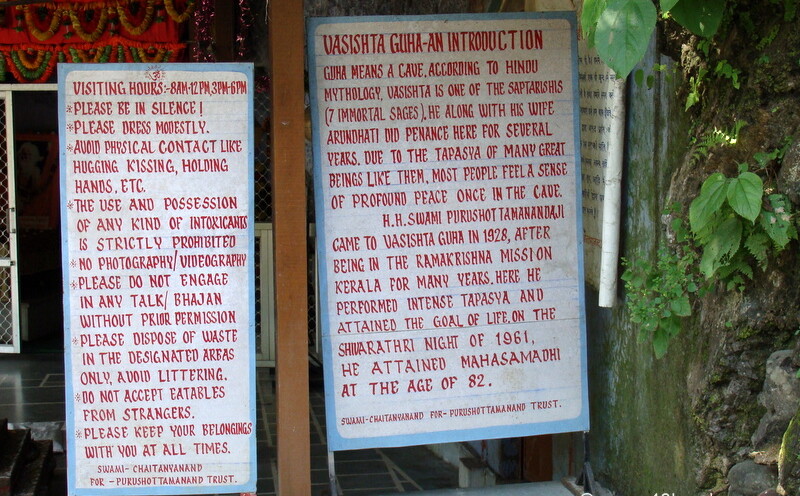 ॐ
VISITING HOURS:-8AM-12PM,3PM-6PM
*PLEASE BE IN SILENCE!
*PLEASE DRESS MODESTLY.
*AVOID PHYSICAL CONTACT LIKE
HUGGING KISSING, HOLDING
HANDS, ETC.
*THE USE AND POSSESSION
OF ANY KIND OF INTOXICANTS
IS STRICTLY PROHIBITED
*NO PHOTOGRAPHY/VIDEOGRAPHY
*PLEASE DO NOT ENGAGE
IN ANY TALK/ BHAJAN
WITHOUT PRIOR PERMISSION
*PLEASE DISPOSE OF WASTE
IN THE DESIGNATED AREAS
ONLY, AVOID LITTERING.
*DO NOT ACCEPT EATABLES
FROM STRANGERS.
*PLEASE KEEP YOUR BELONGINGS
WITH YOU AT ALL TIMES.
SWAMI- CHAITANYANAND
FOR - PURUSHOTTAMANAND TRUST.
VASISHTA GUHA-AN INTRODUCTION
GUHA MEANS A CAVE. ACCORDING TO HINDU
MYTHOLOGY, VASISHTA IS ONE OF THE SAPTARISHIS
(7 IMMORTAL SAGES). HE ALONG WITH HIS WIFE
ARUNDHATI DID PENANCE HERE FOR SEVERAL
YEARS. DUE TO THE TAPASYA OF MANY GREAT
BEINGS LIKE THEM, MOST PEOPLE FEEL A SENSE
OF PROFOUND PEACE ONCE IN THE CAVE.
H.H.SWAMI PURUSHOTTAMANANDAJI
CAME TO VASISHTA GUHA IN 1928, AFTER
BEING IN THE RAMAKRISHNA MISSION
KERALA FOR MANY YEARS. HERE HE
PERFORMED INTENSE TAPASYA AND
ATTAINED THE GOAL OF LIFE. ON THE
SHIVARATHRI NIGHT OF 1961,
HE ATTAINED MAHASAMADHI
AT THE AGE OF 82.
SWAMI-CHAITANYANAND FOR- PURUSHOTTAMANAND TRUST.